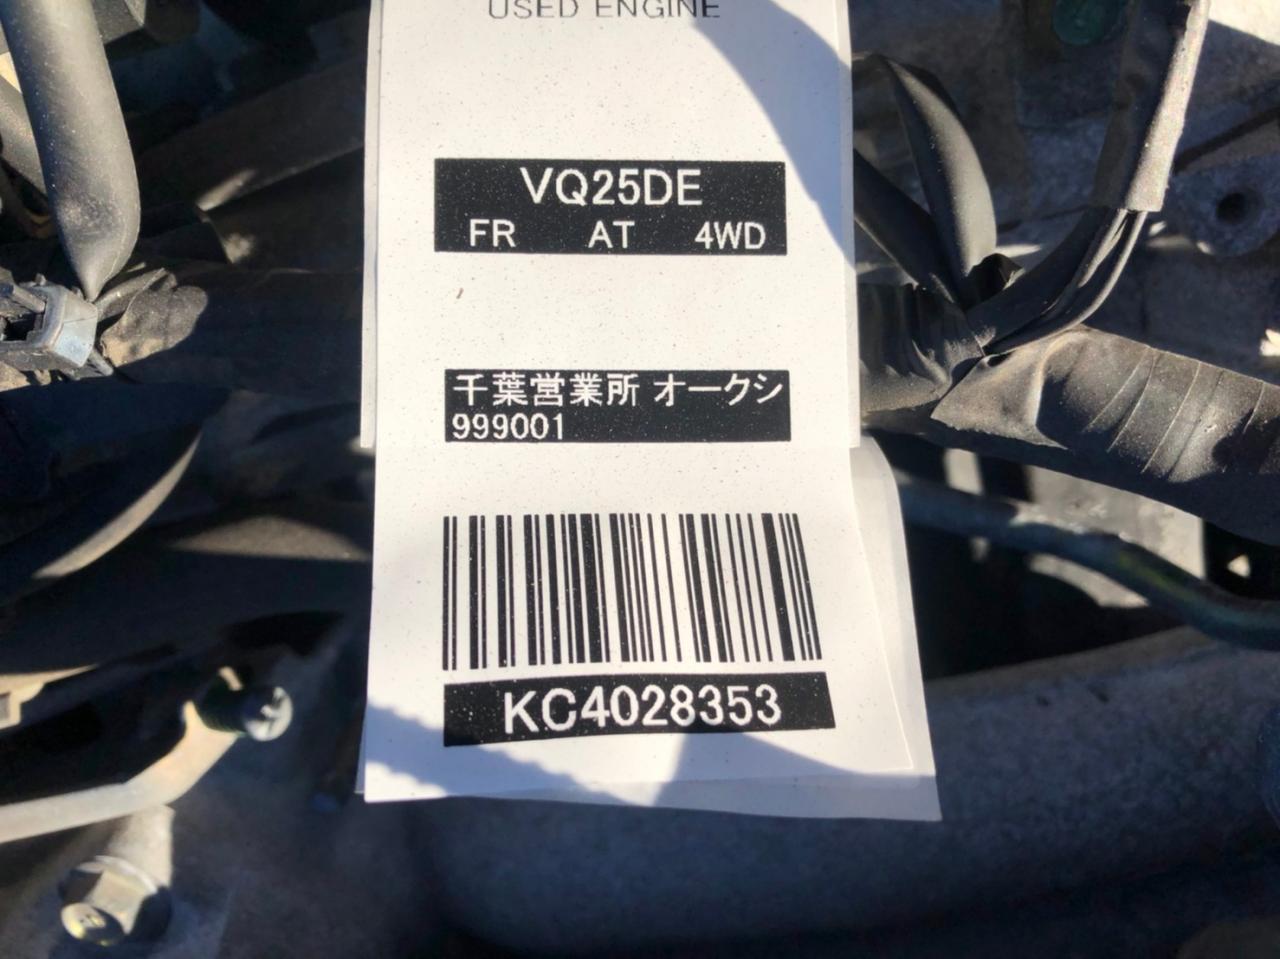 USED ENGINE
VQ25DE
FR AT 4WD
千葉営業所 オークシ
999001
KC4028353